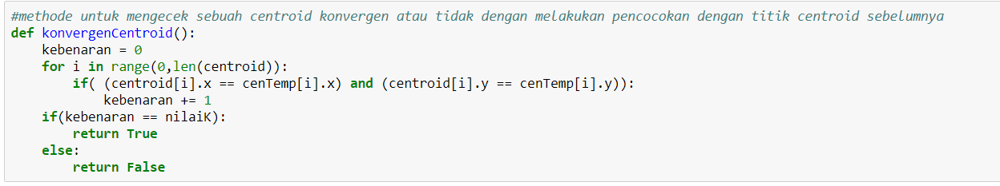 #methode untuk mengecek sebuah centroid konvergen atau tidak dengan melakukan pencocokan dengan titik centroid sebelumnya
def konvergenCentroid():
    kebenaran = 0
    for i in range(0,len(centroid)):
        if( (centroid[i].x == cenTemp[i].x) and (centroid[i].y == cenTemp[i].y)):
            kebenaran += 1
    if(kebenaran == nilaiK):
        return True
    else:
        return False